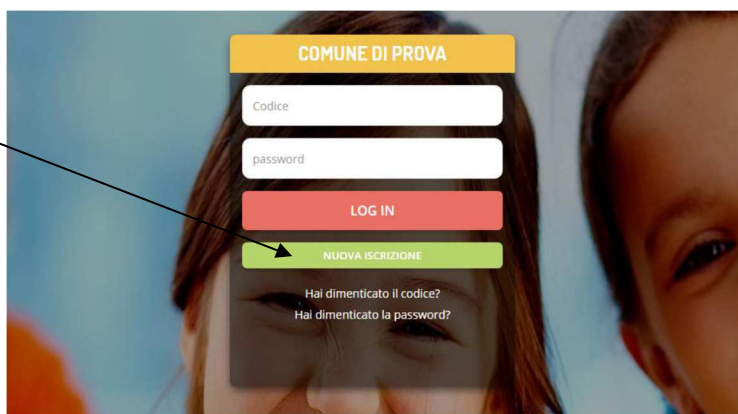 COMUNE DI PROVA
Codice
password
LOG IN
NUOVA ISCRIZIONE
Hai dimenticato il codice?
Hai dimenticato la password?